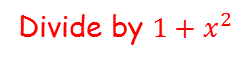 Divide by 1 + x²